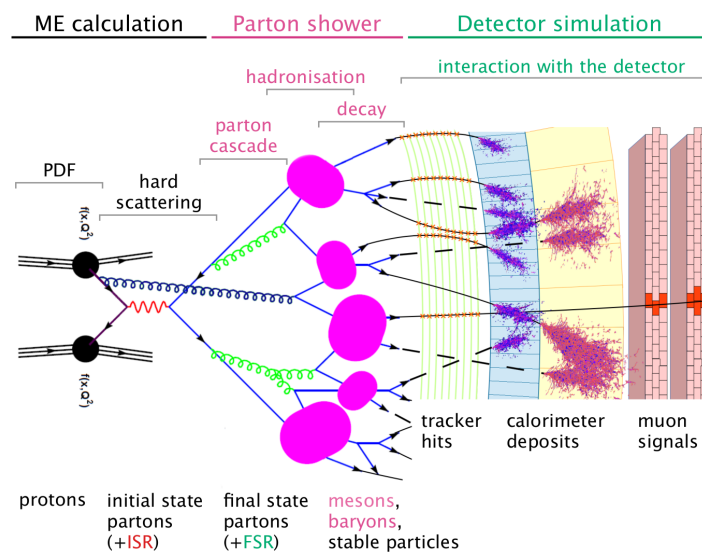 ME calculation
Parton shower
Detector simulation
hadronisation
interaction with the detector
decay
parton
cascade
PDF
hard
scattering
f(x,Q²)
f(x,Q²)
tracker
hits
calorimeter
deposits
muon
signals
protons
initial state
partons
(+ISR)
final state
partons
(+FSR)
mesons,
baryons,
stable particles